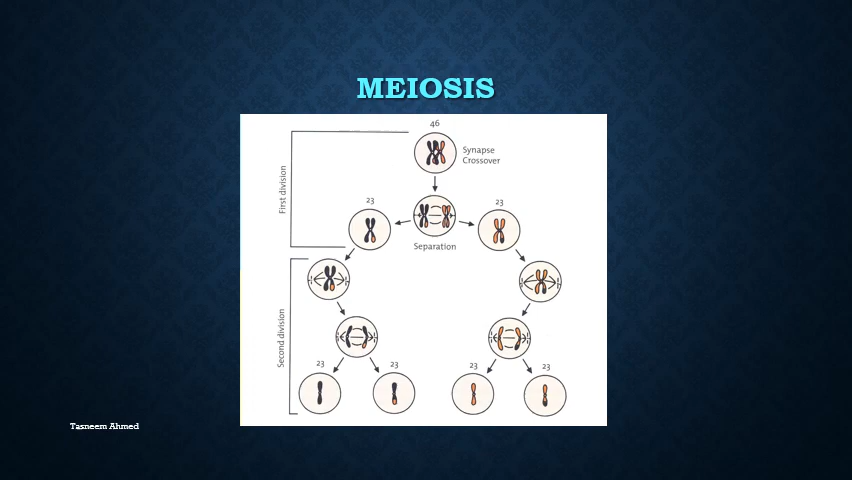 MEIOSIS
46
Synapse
Crossover
First division
23
23
Separation
Second division
23
23
23
23
Tasneem Ahmed